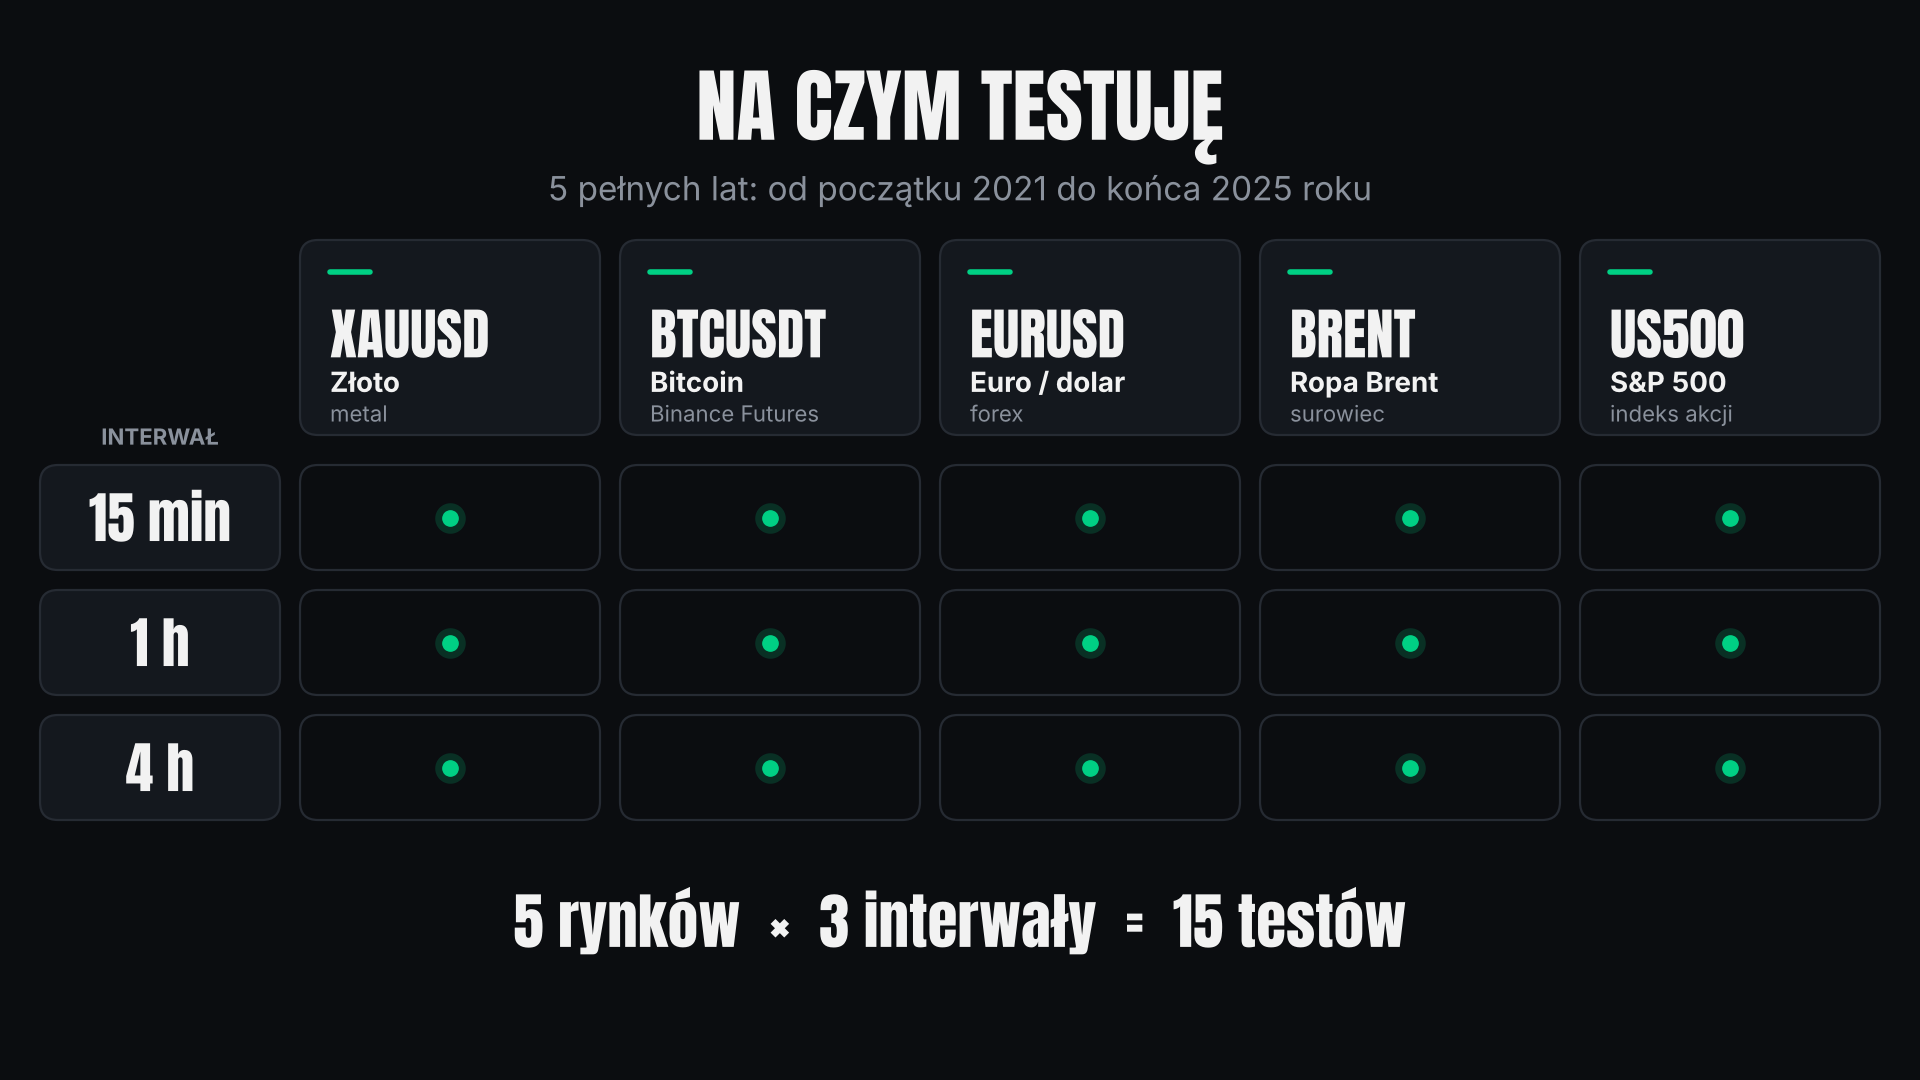 NA CZYM TESTUJĘ
5 pełnych lat: od początku 2021 do końca 2025 roku
XAUUSD
Złoto
metal
BTCUSDT
Bitcoin
Binance Futures
EURUSD
Euro / dolar
forex
BRENT
Ropa Brent
surowiec
US500
S&P 500
indeks akcji
INTERWAŁ
15 min
1 h
4 h
5 rynków × 3 interwały = 15 testów